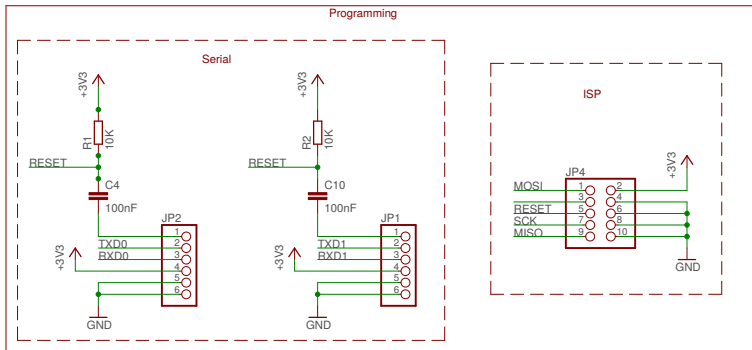 Programming
Serial
+3V3
R1
10K
RESET
C4
100nF
JP2
1
TXD0
2
RXD0
3
+3V3
4
5
6
GND
+3V3
R2
10K
RESET
C10
100nF
JP1
1
TXD1
2
RXD1
3
+3V3
4
5
6
GND
ISP
+3V3
JP4
MOSI
1
2
3
4
RESET
5
6
SCK
7
8
MISO
9
10
GND